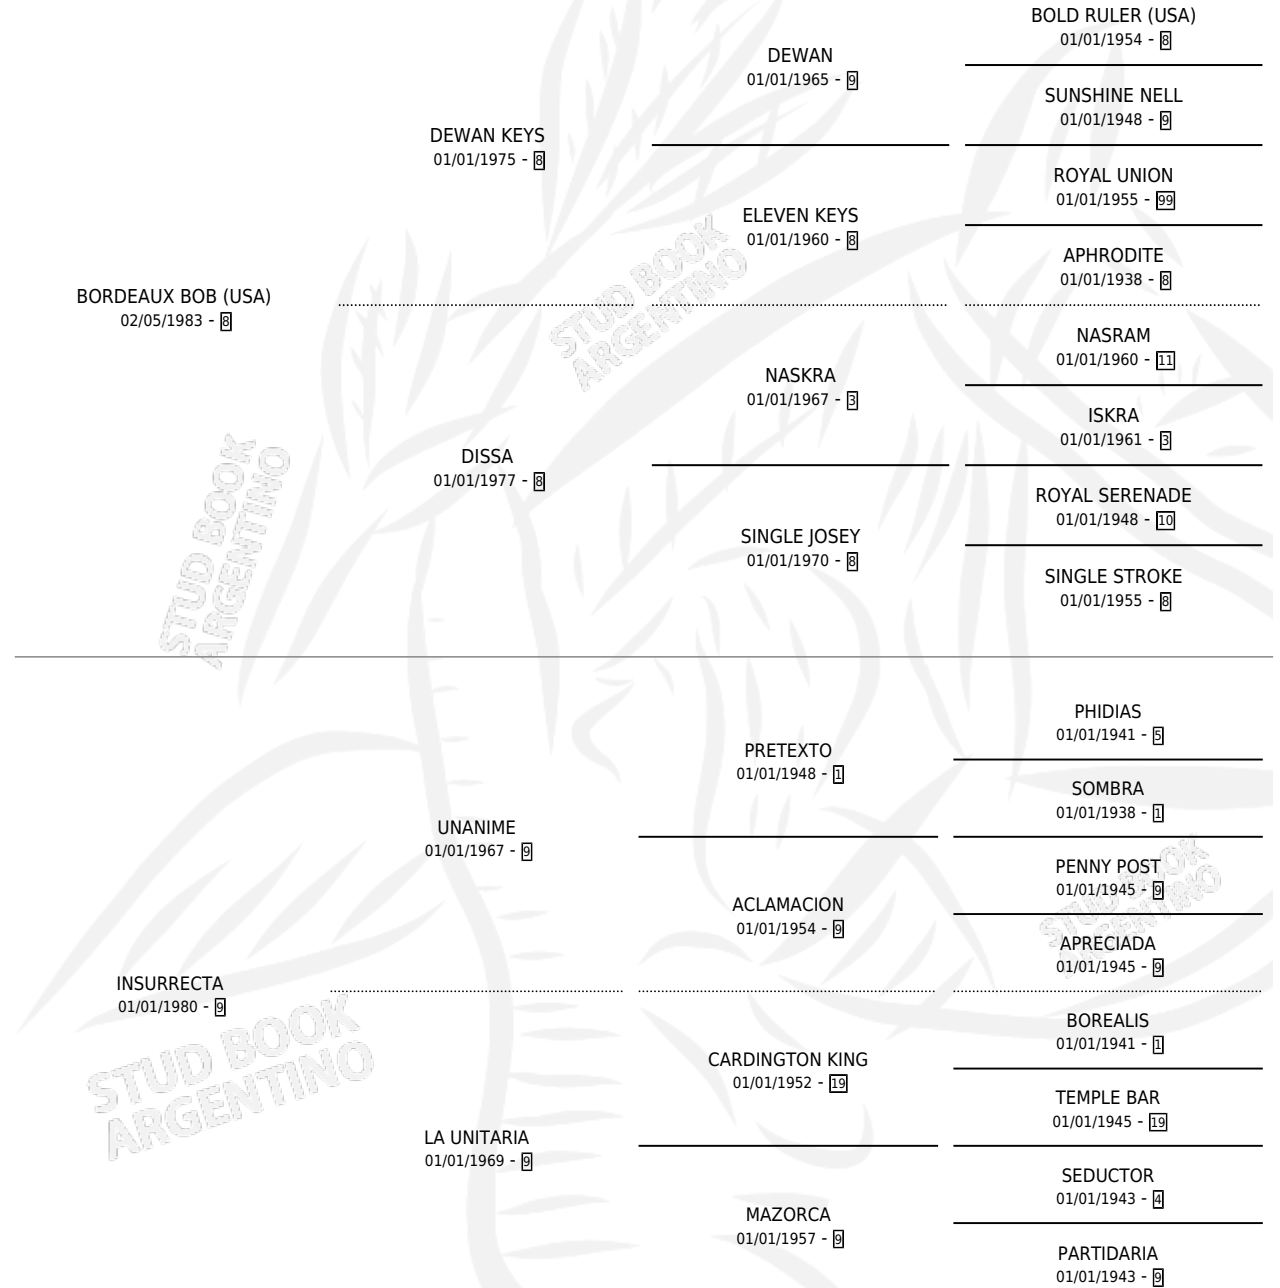 BOLD RULER (USA)
01/01/1954 - 8
DEWAN
01/01/1965 - 9
SUNSHINE NELL
01/01/1948 - 9
DEWAN KEYS
01/01/1975 - 8
ROYAL UNION
01/01/1955 - 99
ELEVEN KEYS
01/01/1960 - 8
APHRODITE
01/01/1938 - 8
BORDEAUX BOB (USA)
02/05/1983 - 8
NASRAM
01/01/1960 - 11
NASKRA
01/01/1967 - 3
ISKRA
01/01/1961 - 3
DISSA
01/01/1977 - 8
ROYAL SERENADE
01/01/1948 - 10
SINGLE JOSEY
01/01/1970 - 8
SINGLE STROKE
01/01/1955 - 8
PHIDIAS
01/01/1941 - 5
PRETEXTO
01/01/1948 - 1
SOMBRA
01/01/1938 - 1
UNANIME
01/01/1967 - 9
PENNY POST
01/01/1945 - 9
ACLAMACION
01/01/1954 - 9
APRECIADA
01/01/1945 - 9
INSURRECTA
01/01/1980 - 9
BOREALIS
01/01/1941 - 1
CARDINGTON KING
01/01/1952 - 19
TEMPLE BAR
01/01/1945 - 19
LA UNITARIA
01/01/1969 - 9
SEDUCTOR
01/01/1943 - 4
MAZORCA
01/01/1957 - 9
PARTIDARIA
01/01/1943 - 9
STUD BOOK
ARGENTINO
STUD BOOK
ARGENTINO
STUD BOOK
ARGENTINO
STUD BOOK
ARGENTINO